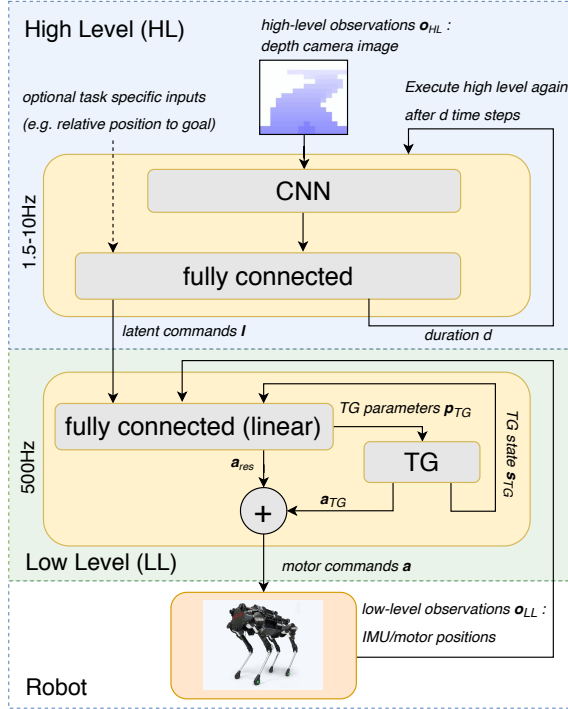 High Level (HL)
high-level observations o_HL :
depth camera image
optional task specific inputs
(e.g. relative position to goal)
Execute high level again
after d time steps
1.5-10Hz
CNN
fully connected
latent commands l
duration d
500Hz
fully connected (linear)
TG parameters p_TG
TG
TG state s_TG
a_res
a_TG
+
Low Level (LL)
motor commands a
low-level observations o_LL :
IMU/motor positions
Robot